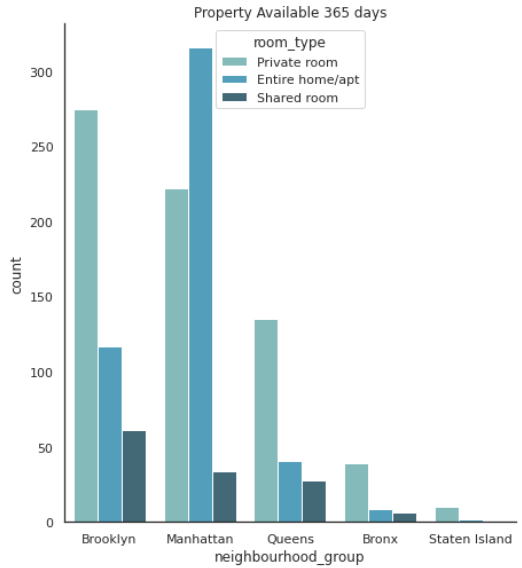 Property Available 365 days
room_type
Private room
Entire home/apt
Shared room
300
250
200
150
100
50
0
count
Brooklyn Manhattan Queens Bronx Staten Island
neighbourhood_group